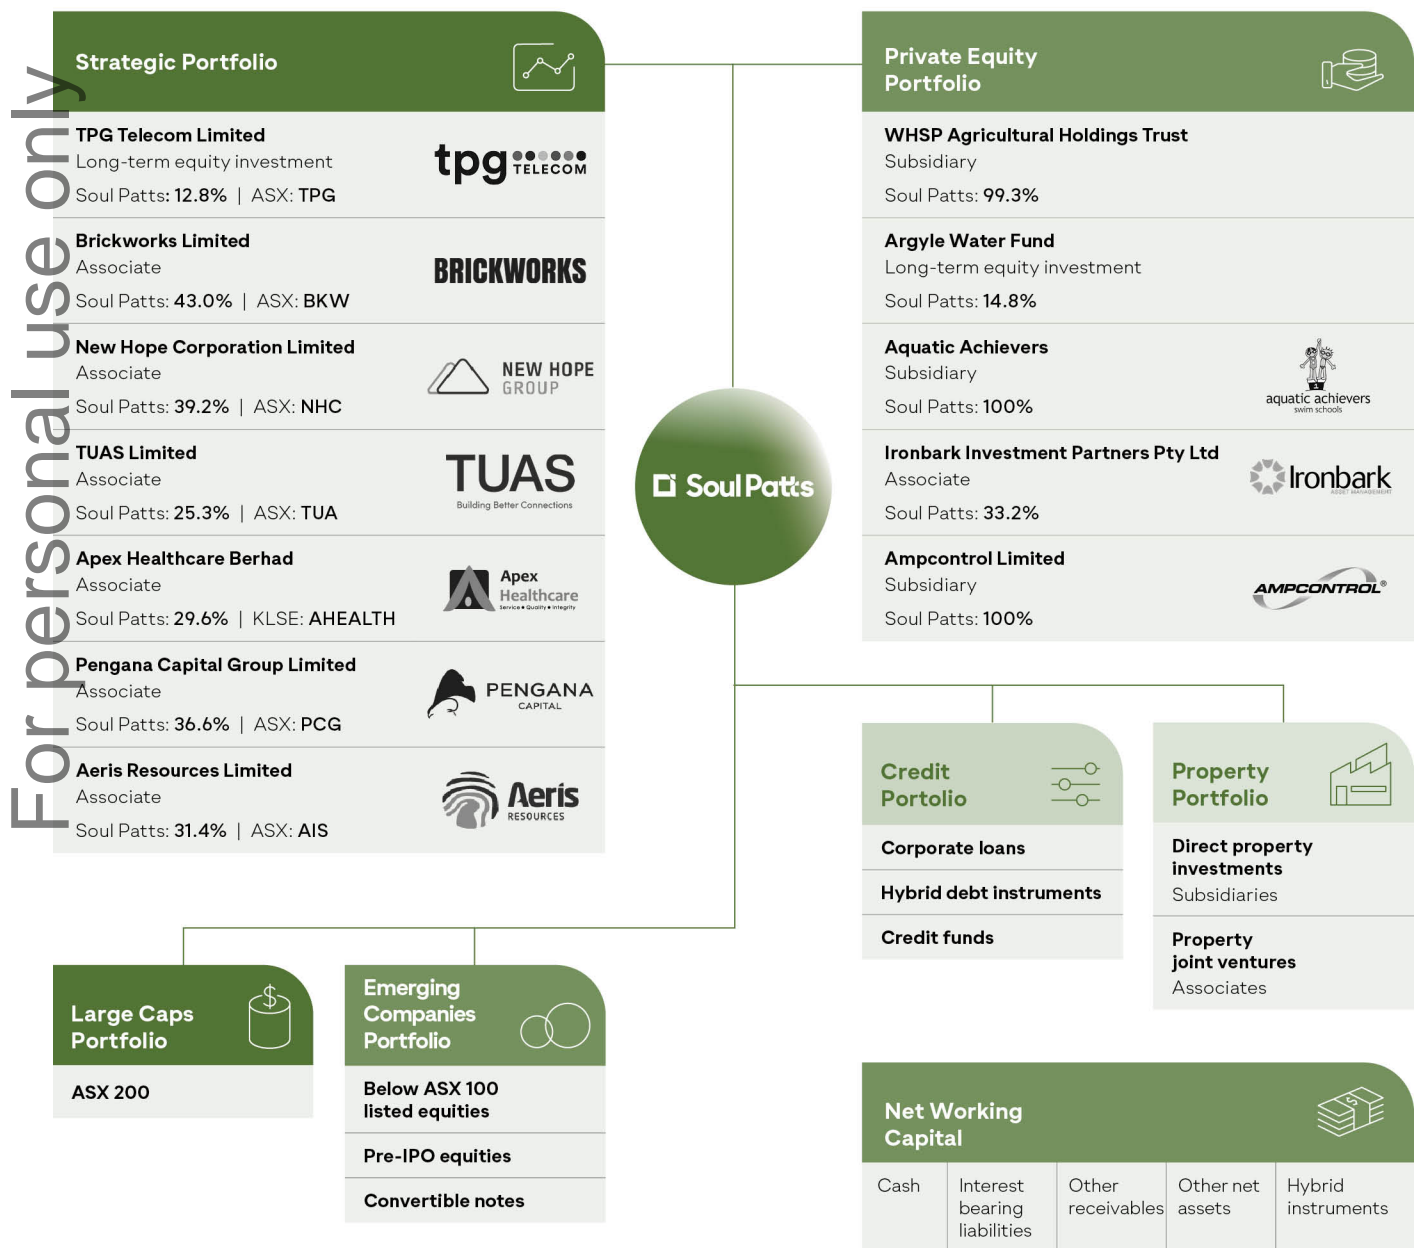 For personal use only
Strategic Portfolio
TPG Telecom Limited
Long-term equity investment
Soul Patts: 12.8% | ASX: TPG
tpg TELECOM
Brickworks Limited
Associate
Soul Patts: 43.0% | ASX: BKW
BRICKWORKS
New Hope Corporation Limited
Associate
Soul Patts: 39.2% | ASX: NHC
NEW HOPE
GROUP
TUAS Limited
Associate
Soul Patts: 25.3% | ASX: TUA
TUAS
Building Better Connections
Apex Healthcare Berhad
Associate
Soul Patts: 29.6% | KLSE: AHEALTH
Apex
Healthcare
Service • Quality • Integrity
Pengana Capital Group Limited
Associate
Soul Patts: 36.6% | ASX: PCG
PENGANA
CAPITAL
Aeris Resources Limited
Associate
Soul Patts: 31.4% | ASX: AIS
Aeris
RESOURCES
Soul Patts
Private Equity
Portfolio
WHSP Agricultural Holdings Trust
Subsidiary
Soul Patts: 99.3%
Argyle Water Fund
Long-term equity investment
Soul Patts: 14.8%
Aquatic Achievers
Subsidiary
Soul Patts: 100%
aquatic achievers
swim schools
Ironbark Investment Partners Pty Ltd
Associate
Soul Patts: 33.2%
Ironbark
ASSET MANAGEMENT
Ampcontrol Limited
Subsidiary
Soul Patts: 100%
AMPCONTROL®
Credit
Portolio
Corporate loans
Hybrid debt instruments
Credit funds
Property
Portfolio
Direct property
investments
Subsidiaries
Property
joint ventures
Associates
Large Caps
Portfolio
$
ASX 200
Emerging
Companies
Portfolio
Below ASX 100
listed equities
Pre-IPO equities
Convertible notes
Net Working
Capital
$
Cash
Interest
bearing
liabilities
Other
receivables
Other net
assets
Hybrid
instruments